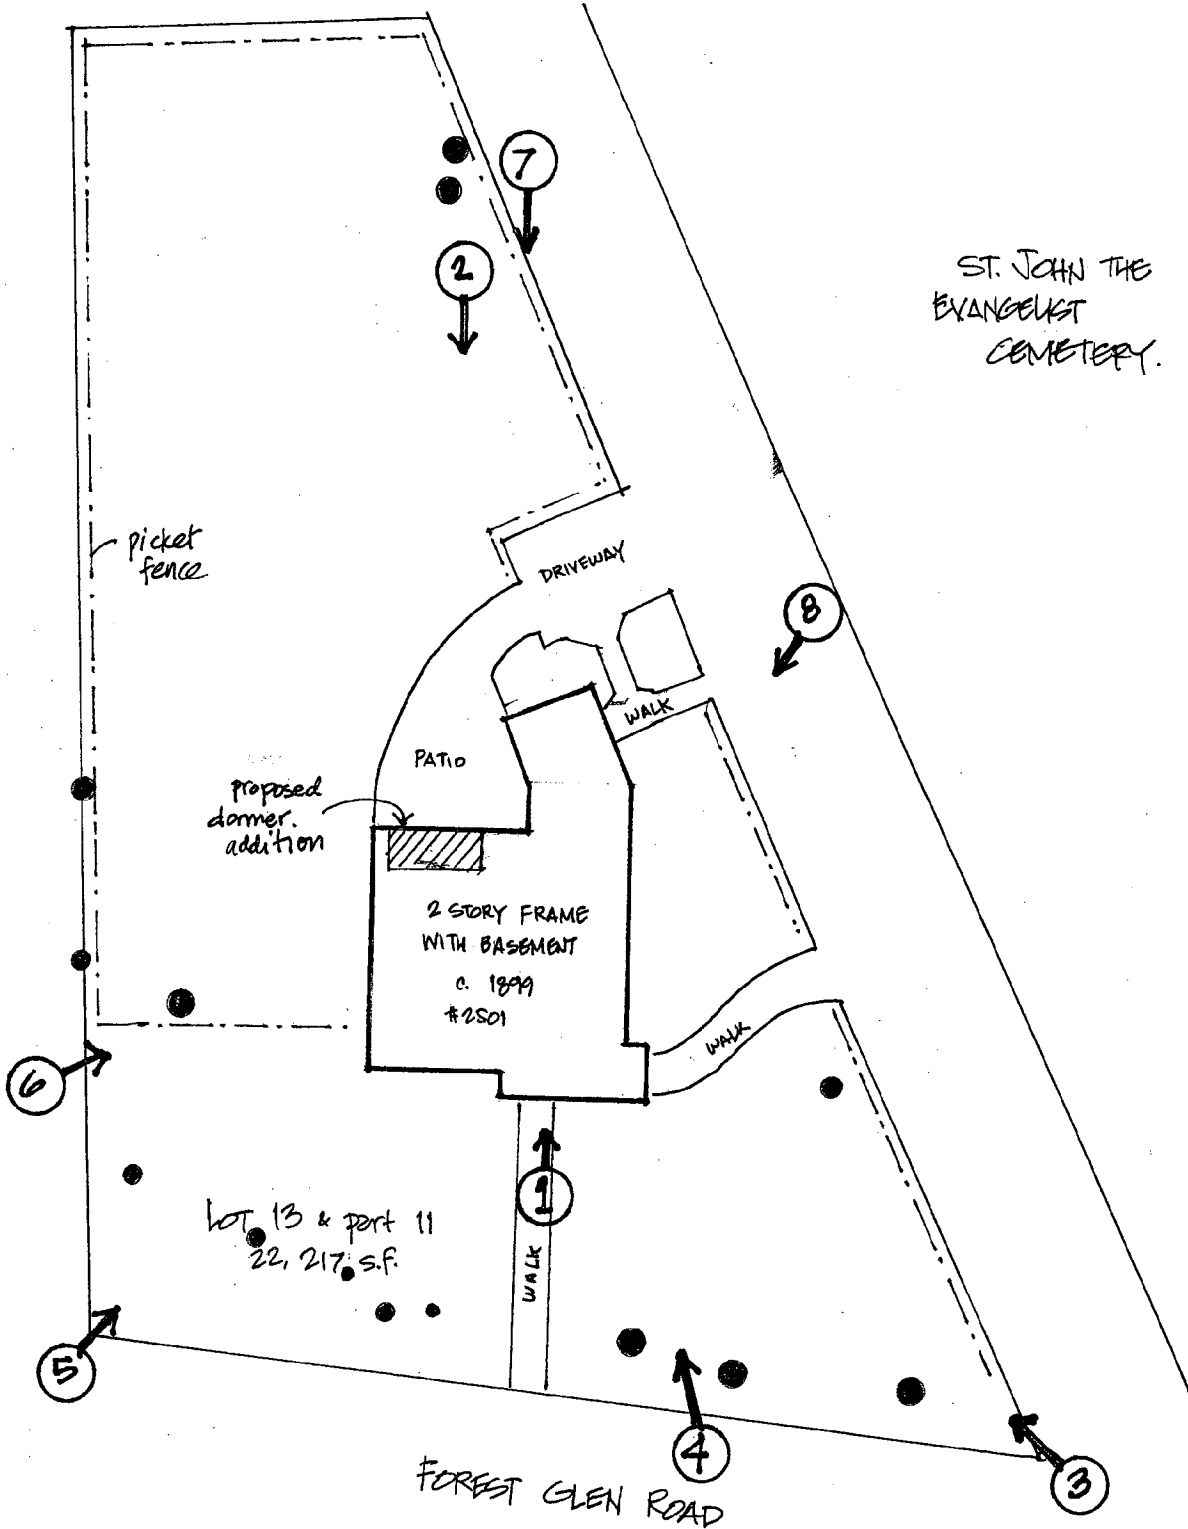 7
2
ST. JOHN THE
EVANGELIST
CEMETERY.
picket
fence
DRIVEWAY
8
WALK
PATIO
proposed
dormer.
addition
2 STORY FRAME
WITH BASEMENT
c. 1899
#2501
WALK
6
1
Lot 13 & part 11
22,217 s.f.
WALK
5
4
3
FOREST GLEN ROAD